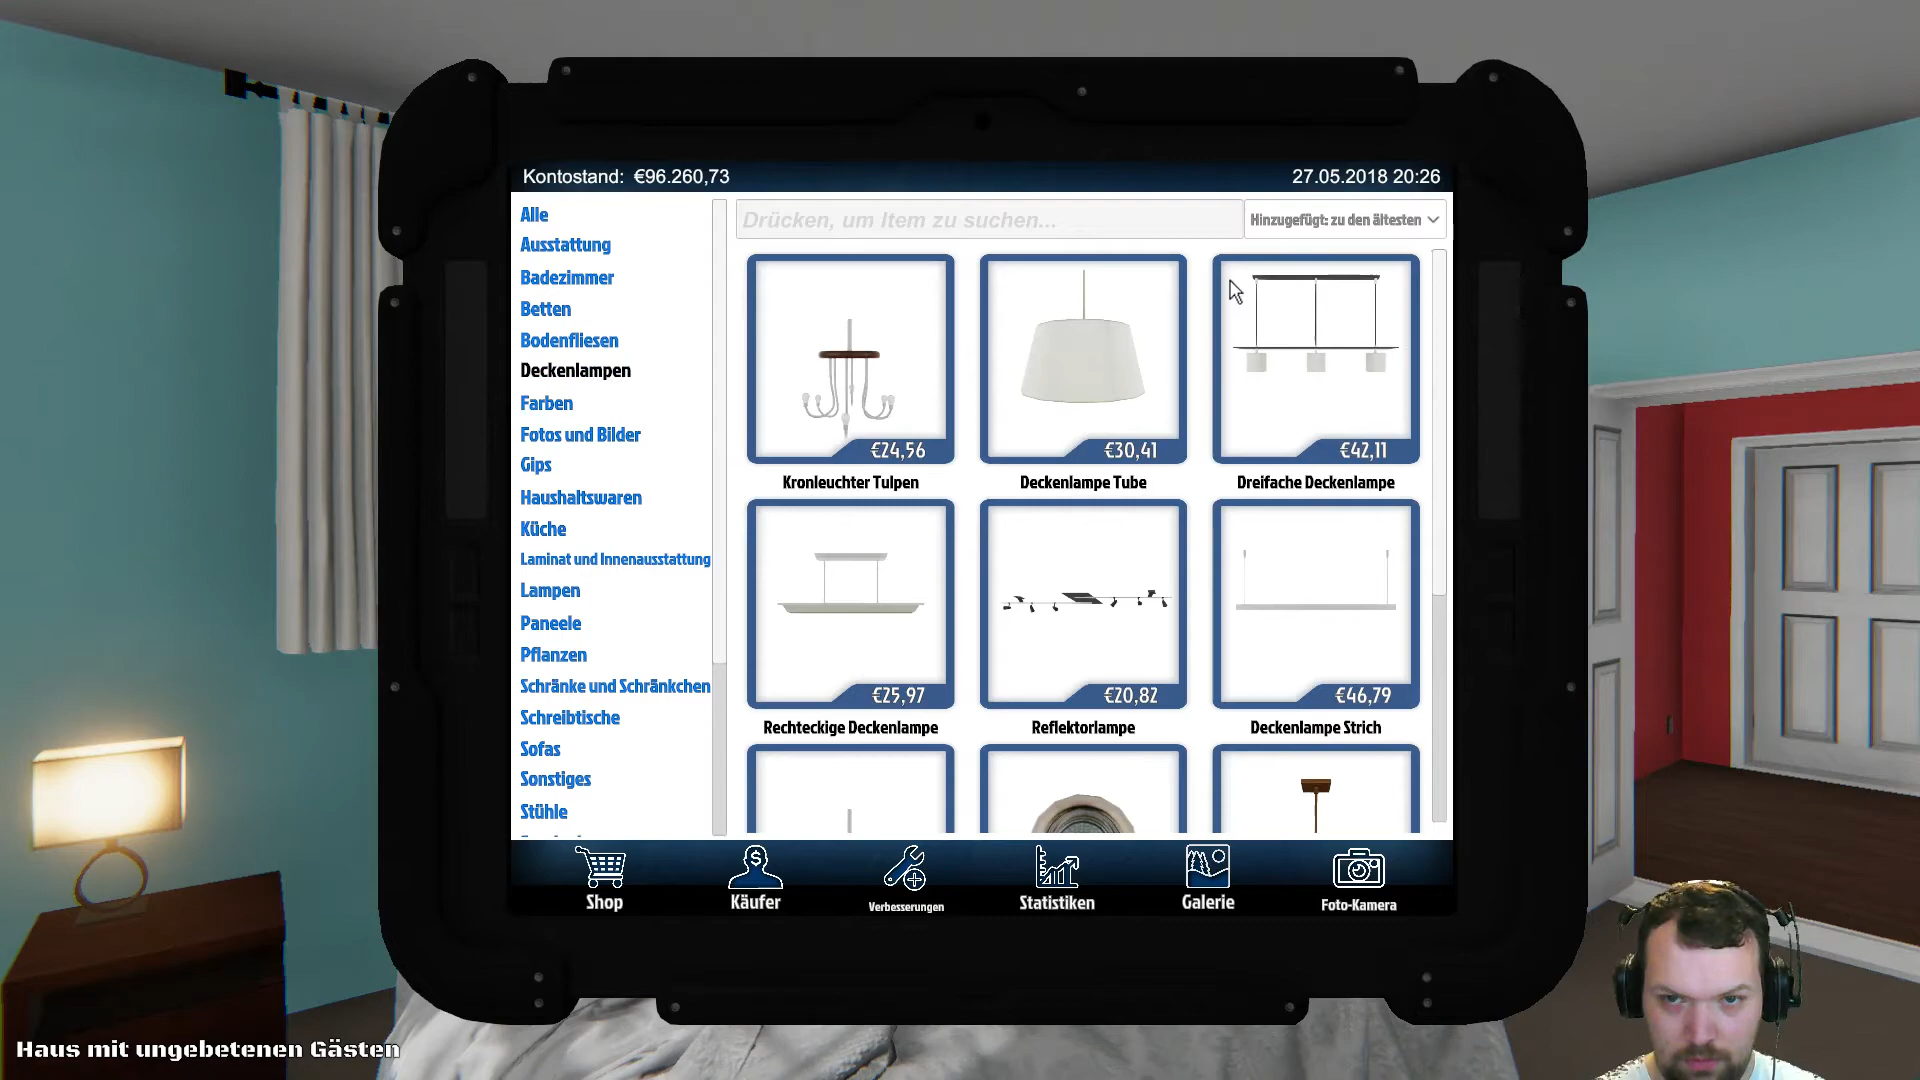 Kontostand: €96.260,73
27.05.2018 20:26
Alle
Ausstattung
Badezimmer
Betten
Bodenfliesen
Deckenlampen
Farben
Fotos und Bilder
Gips
Haushaltswaren
Küche
Laminat und Innenausstattung
Lampen
Paneele
Pflanzen
Schränke und Schränkchen
Schreibtische
Sofas
Sonstiges
Stühle
Drücken, um Item zu suchen...
Hinzugefügt: zu den ältesten
€24,56
€30,41
€42,11
Kronleuchter Tulpen
Deckenlampe Tube
Dreifache Deckenlampe
€25,97
€20,82
€46,79
Rechteckige Deckenlampe
Reflektorlampe
Deckenlampe Strich
Shop
Käufer
Verbesserungen
Statistiken
Galerie
Foto-Kamera
Haus mit ungebetenen Gästen